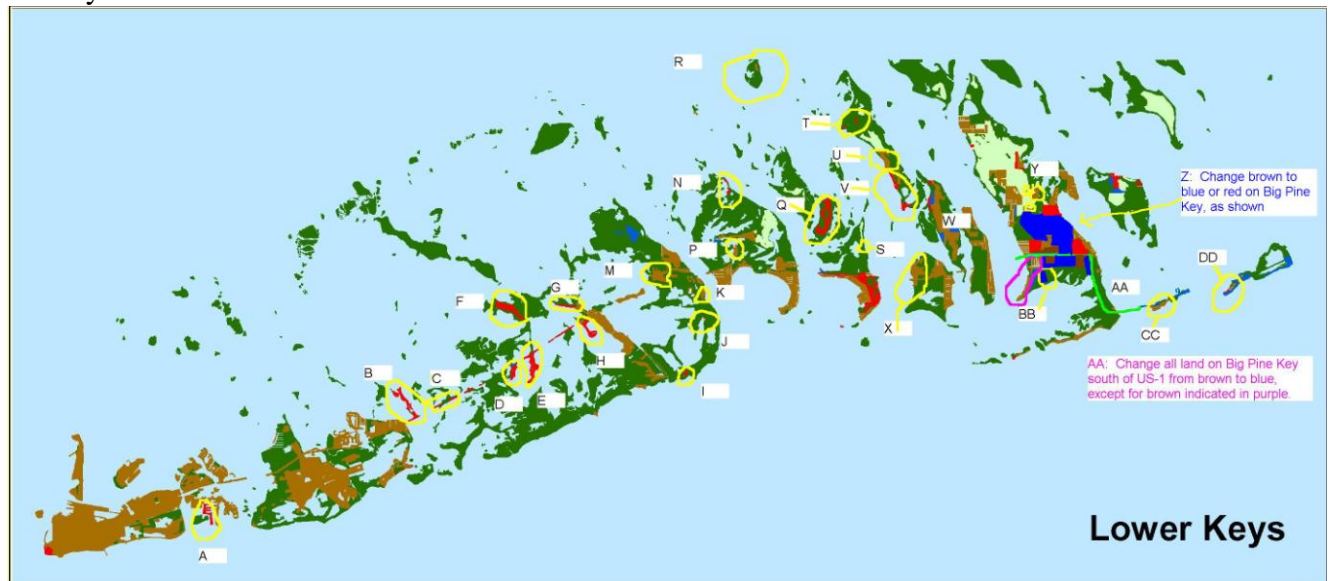 R
T
U
V
N
Q
W
Y
Z: Change brown to
blue or red on Big Pine
Key, as shown
P
S
M
K
F
G
X
J
H
BB
AA
CC
DD
I
B
C
D
E
AA: Change all land on Big Pine Key
south of US-1 from brown to blue,
except for brown indicated in purple.
A
Lower Keys